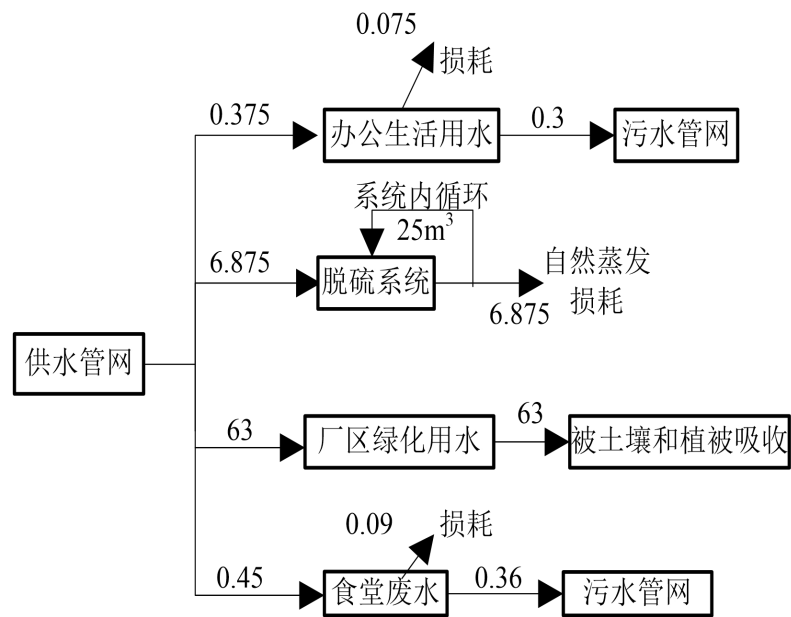 0.075
损耗
0.375
办公生活用水
0.3
污水管网
系统内循环
25m³
6.875
脱硫系统
自然蒸发
损耗
6.875
供水管网
63
厂区绿化用水
63
被土壤和植被吸收
0.09
损耗
0.45
食堂废水
0.36
污水管网